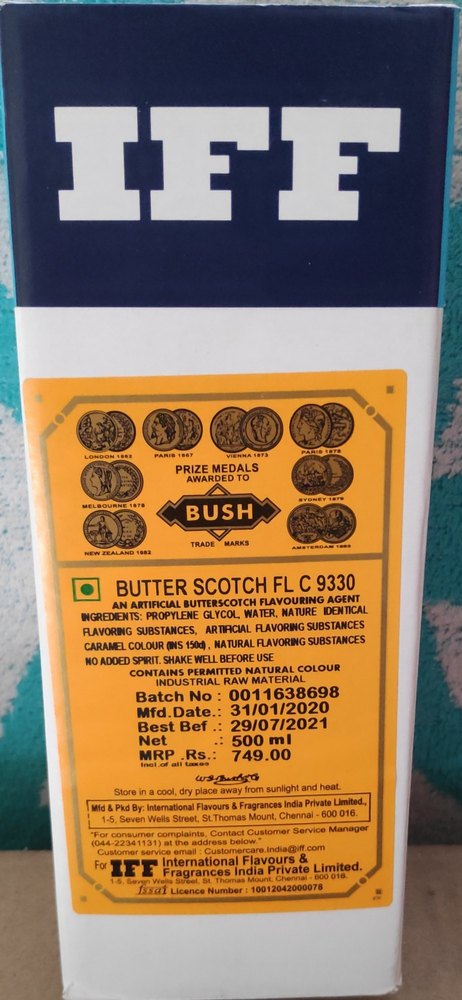 IFF
LONDON 1862
PARIS 1867
VIENNA 1873
PARIS 1878
PRIZE MEDALS
AWARDED TO
MELBOURNE 1878
SYDNEY 1879
BUSH
TRADE MARKS
NEW ZEALAND 1882
AMSTERDAM 1883
BUTTER SCOTCH FL C 9330
AN ARTIFICIAL BUTTERSCOTCH FLAVOURING AGENT
INGREDIENTS: PROPYLENE GLYCOL, WATER, NATURE IDENTICAL
FLAVORING SUBSTANCES, ARTIFICIAL FLAVORING SUBSTANCES
CARAMEL COLOUR (INS 150d), NATURAL FLAVORING SUBSTANCES
NO ADDED SPIRIT. SHAKE WELL BEFORE USE
CONTAINS PERMITTED NATURAL COLOUR
INDUSTRIAL RAW MATERIAL
Batch No : 0011638698
Mfd.Date.: 31/01/2020
Best Bef .: 29/07/2021
Net .: 500 ml
MRP .Rs.: 749.00
Incl.of all taxes
Store in a cool, dry place away from sunlight and heat.
Mfd & Pkd By: International Flavours & Fragrances India Private Limited.,
1-5, Seven Wells Street, St.Thomas Mount, Chennai - 600 016.
"For consumer complaints, Contact Customer Service Manager
(044-22341131) at the address below."
Customer service email : Customercare.India@iff.com
For IFF International Flavours &
Fragrances India Private Limited.
1-5, Seven Wells Street, St. Thomas Mount, Chennai - 600 016.
fssai Licence Number : 10012042000078